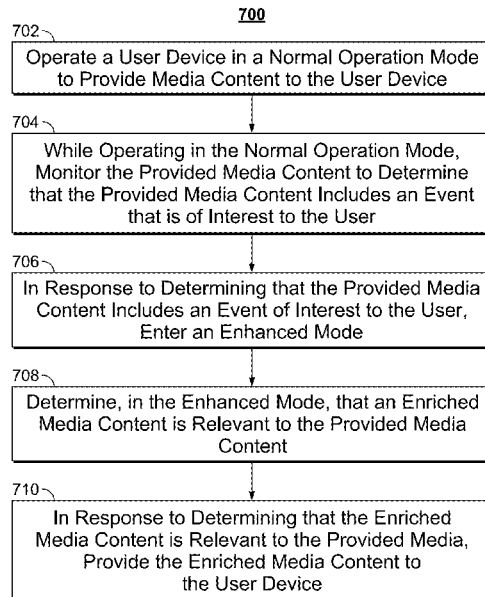 700
702
Operate a User Device in a Normal Operation Mode
to Provide Media Content to the User Device
704
While Operating in the Normal Operation Mode,
Monitor the Provided Media Content to Determine
that the Provided Media Content Includes an Event
that is of Interest to the User
706
In Response to Determining that the Provided Media
Content Includes an Event of Interest to the User,
Enter an Enhanced Mode
708
Determine, in the Enhanced Mode, that an Enriched
Media Content is Relevant to the Provided Media
Content
710
In Response to Determining that the Enriched
Media Content is Relevant to the Provided Media,
Provide the Enriched Media Content to
the User Device